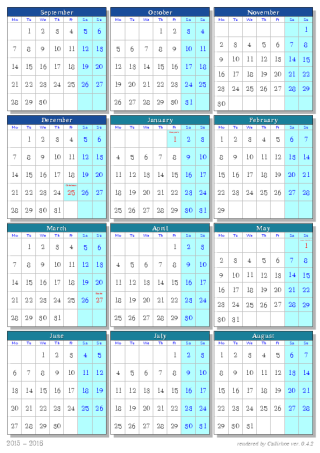 September
Mo Tu We Th Fr Sa Su
1 2 3 4 5 6
7 8 9 10 11 12 13
14 15 16 17 18 19 20
21 22 23 24 25 26 27
28 29 30
October
Mo Tu We Th Fr Sa Su
1 2 3 4
5 6 7 8 9 10 11
12 13 14 15 16 17 18
19 20 21 22 23 24 25
26 27 28 29 30 31
November
Mo Tu We Th Fr Sa Su
1
2 3 4 5 6 7 8
9 10 11 12 13 14 15
16 17 18 19 20 21 22
23 24 25 26 27 28 29
30
December
Mo Tu We Th Fr Sa Su
1 2 3 4 5 6
7 8 9 10 11 12 13
14 15 16 17 18 19 20
21 22 23 24 25 26 27
28 29 30 31
January
Mo Tu We Th Fr Sa Su
1 2 3
4 5 6 7 8 9 10
11 12 13 14 15 16 17
18 19 20 21 22 23 24
25 26 27 28 29 30 31
February
Mo Tu We Th Fr Sa Su
1 2 3 4 5 6 7
8 9 10 11 12 13 14
15 16 17 18 19 20 21
22 23 24 25 26 27 28
29
March
Mo Tu We Th Fr Sa Su
1 2 3 4 5 6
7 8 9 10 11 12 13
14 15 16 17 18 19 20
21 22 23 24 25 26 27
28 29 30 31
April
Mo Tu We Th Fr Sa Su
1 2 3
4 5 6 7 8 9 10
11 12 13 14 15 16 17
18 19 20 21 22 23 24
25 26 27 28 29 30
May
Mo Tu We Th Fr Sa Su
1
2 3 4 5 6 7 8
9 10 11 12 13 14 15
16 17 18 19 20 21 22
23 24 25 26 27 28 29
30 31
June
Mo Tu We Th Fr Sa Su
1 2 3 4 5
6 7 8 9 10 11 12
13 14 15 16 17 18 19
20 21 22 23 24 25 26
27 28 29 30
July
Mo Tu We Th Fr Sa Su
1 2 3
4 5 6 7 8 9 10
11 12 13 14 15 16 17
18 19 20 21 22 23 24
25 26 27 28 29 30 31
August
Mo Tu We Th Fr Sa Su
1 2 3 4 5 6 7
8 9 10 11 12 13 14
15 16 17 18 19 20 21
22 23 24 25 26 27 28
29 30 31
2015 – 2016
rendered by ver.